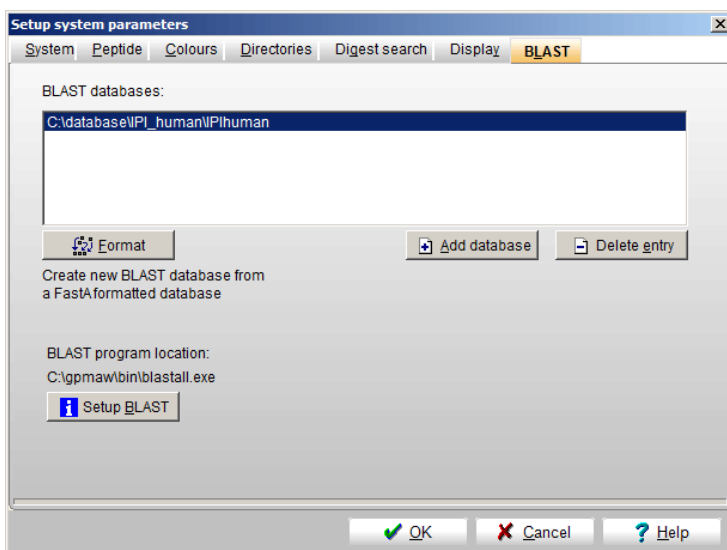 Setup system parameters
System Peptide Colours Directories Digest search Display BLAST
BLAST databases:
C:\database\IPI_human\IPIhuman
Format Add database Delete entry
Create new BLAST database from
a FastA formatted database
BLAST program location:
C:\gpmaw\bin\blastall.exe
Setup BLAST
OK Cancel Help